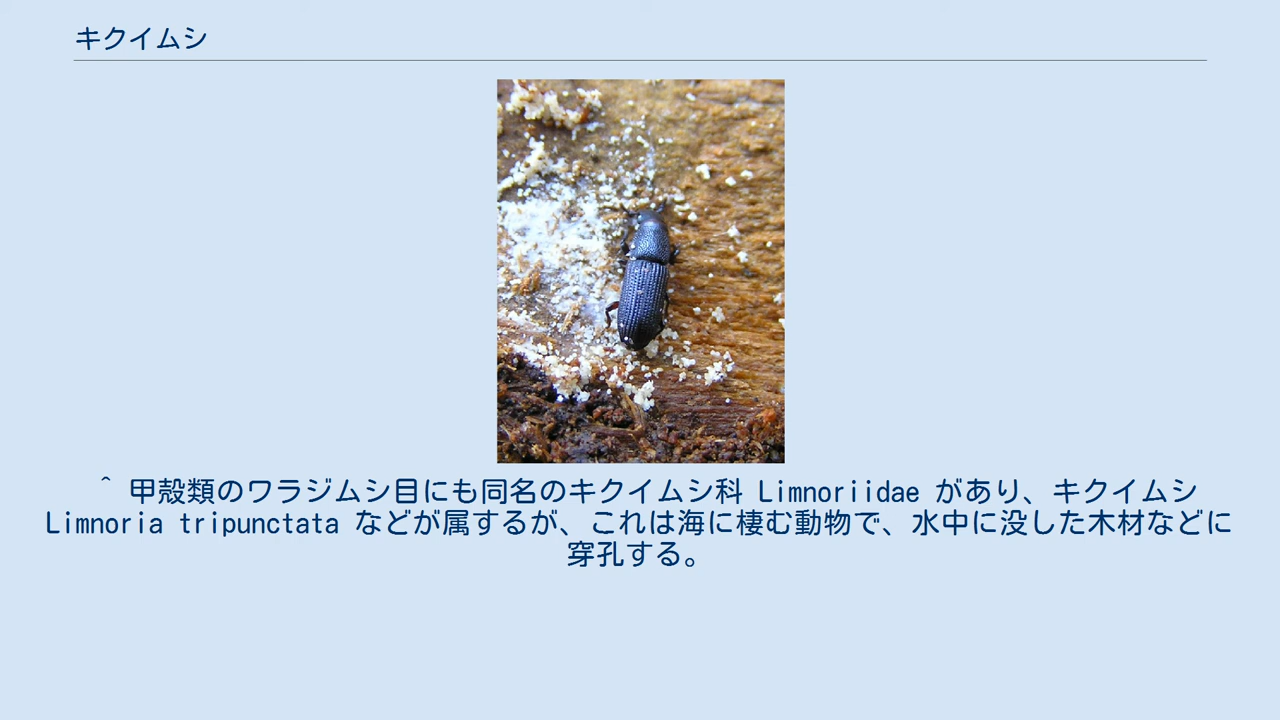 キクイムシ
^ 甲殻類のワラジムシ目にも同名のキクイムシ科 Limnoriidae があり、キクイムシ
Limnoria tripunctata などが属するが、これは海に棲む動物で、水中に没した木材などに
穿孔する。